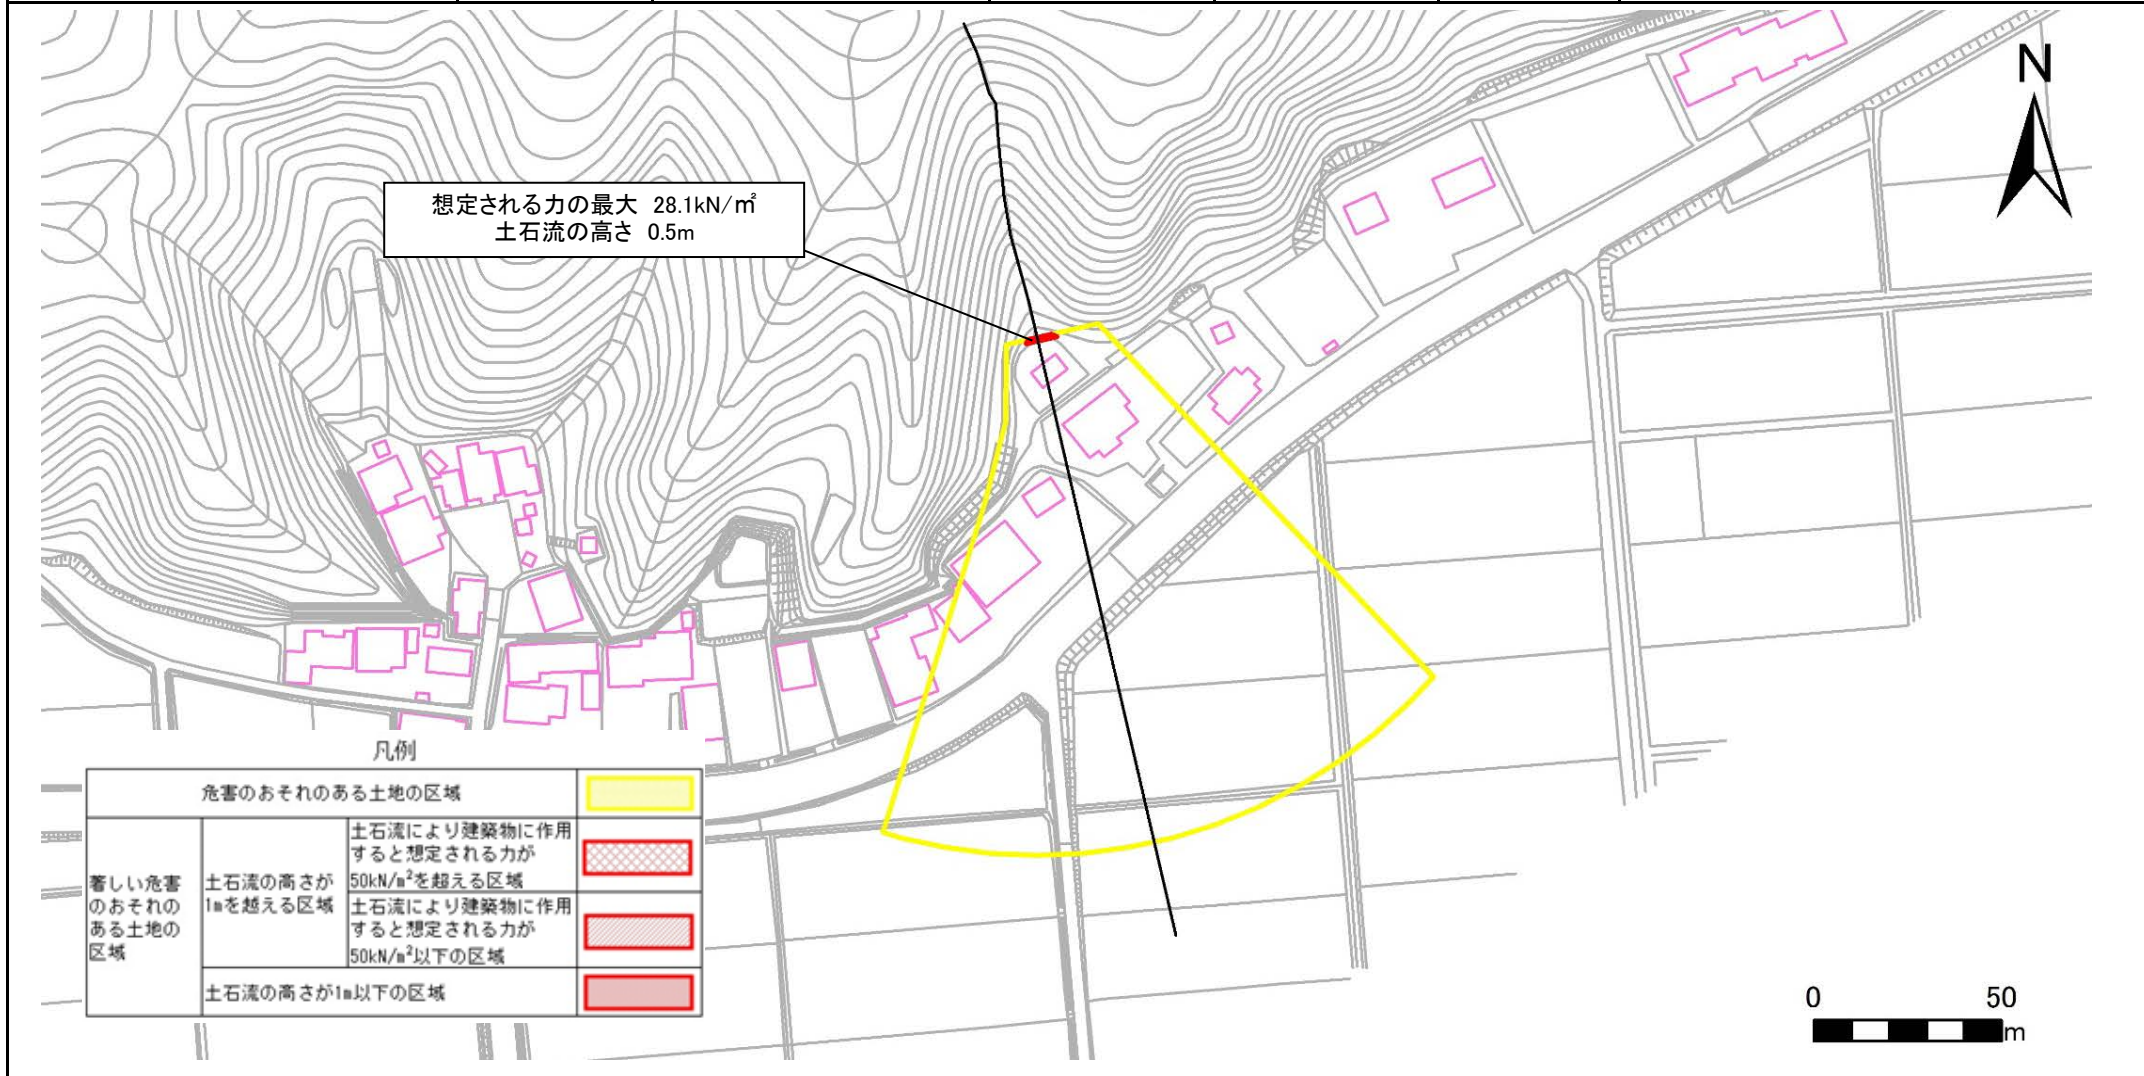 N
想定される力の最大 28.1kN/㎡
土石流の高さ 0.5m
凡例
危害のおそれのある土地の区域
著しい危害
のおそれの
ある土地の
区域
土石流の高さが
1mを越える区域
土石流により建築物に作用
すると想定される力が
50kN/m²を超える区域
土石流により建築物に作用
すると想定される力が
50kN/m²以下の区域
土石流の高さが1m以下の区域
0 50
m